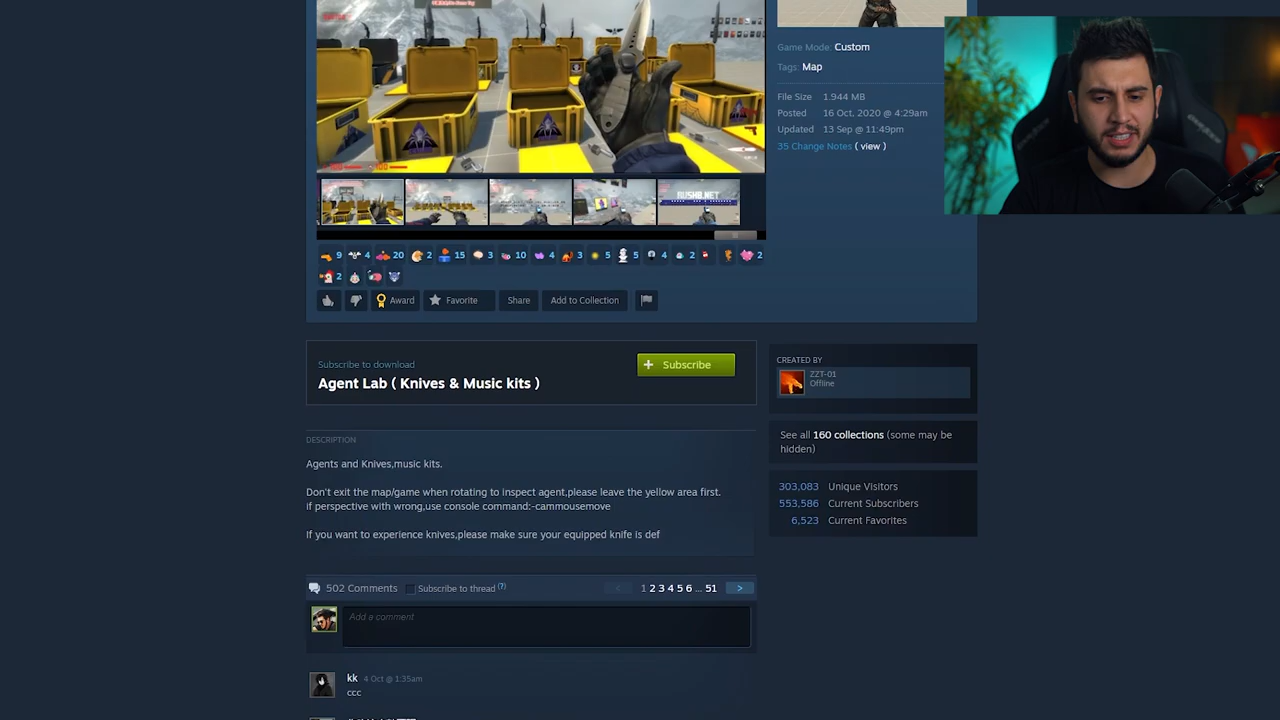 Game Mode: Custom
Tags: Map
File Size 1.944 MB
Posted 16 Oct, 2020 @ 4:29am
Updated 13 Sep @ 11:49pm
35 Change Notes ( view )
RUSHB.NET
9 4 20 2 15 3 10 4 3 5 5 4 2 2
2
Award Favorite Share Add to Collection
Subscribe to download
Agent Lab ( Knives & Music kits )
Subscribe
CREATED BY
ZZT-01
Offline
See all 160 collections (some may be
hidden)
303,083 Unique Visitors
553,586 Current Subscribers
6,523 Current Favorites
DESCRIPTION
Agents and Knives,music kits.
Don't exit the map/game when rotating to inspect agent,please leave the yellow area first.
if perspective with wrong,use console command:-cammousemove
If you want to experience knives,please make sure your equipped knife is def
502 Comments Subscribe to thread (?)
< 1 2 3 4 5 6 ... 51 >
Add a comment
kk 4 Oct @ 1:35am
ccc